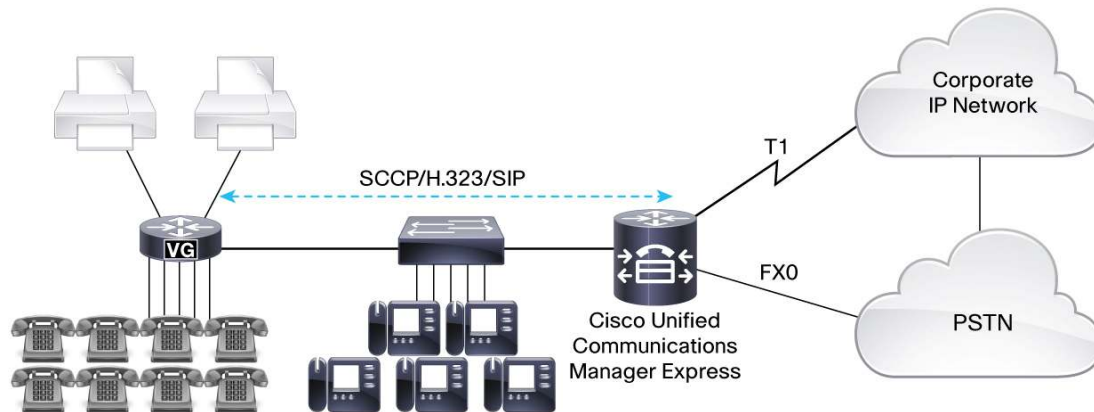 Corporate
IP Network
T1
SCCP/H.323/SIP
VG
FX0
PSTN
Cisco Unified
Communications
Manager Express